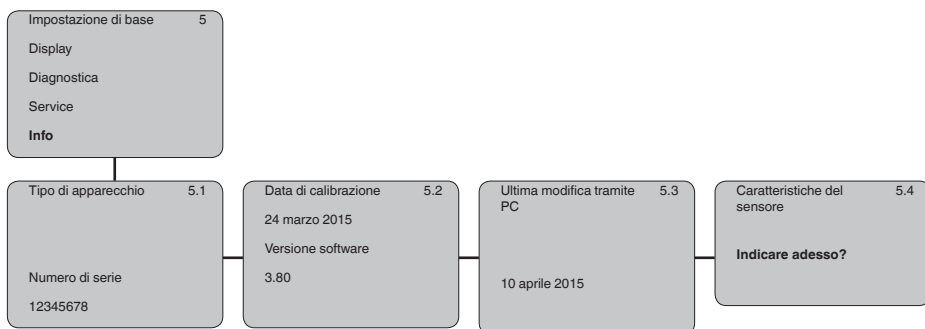 Impostazione di base 5
Display
Diagnostica
Service
Info
Tipo di apparecchio 5.1
Numero di serie
12345678
Data di calibrazione 5.2
24 marzo 2015
Versione software
3.80
Ultima modifica tramite 5.3
PC
10 aprile 2015
Caratteristiche del 5.4
sensore
Indicare adesso?